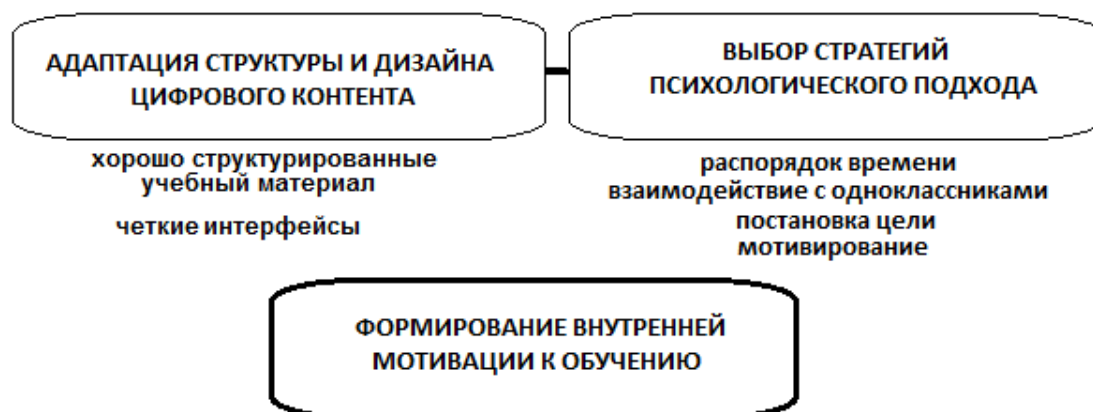 АДАПТАЦИЯ СТРУКТУРЫ И ДИЗАЙНА
ЦИФРОВОГО КОНТЕНТА
хорошо структурированные
учебный материал
четкие интерфейсы
ВЫБОР СТРАТЕГИЙ
ПСИХОЛОГИЧЕСКОГО ПОДХОДА
распорядок времени
взаимодействие с одноклассниками
постановка цели
мотивирование
ФОРМИРОВАНИЕ ВНУТРЕННЕЙ
МОТИВАЦИИ К ОБУЧЕНИЮ